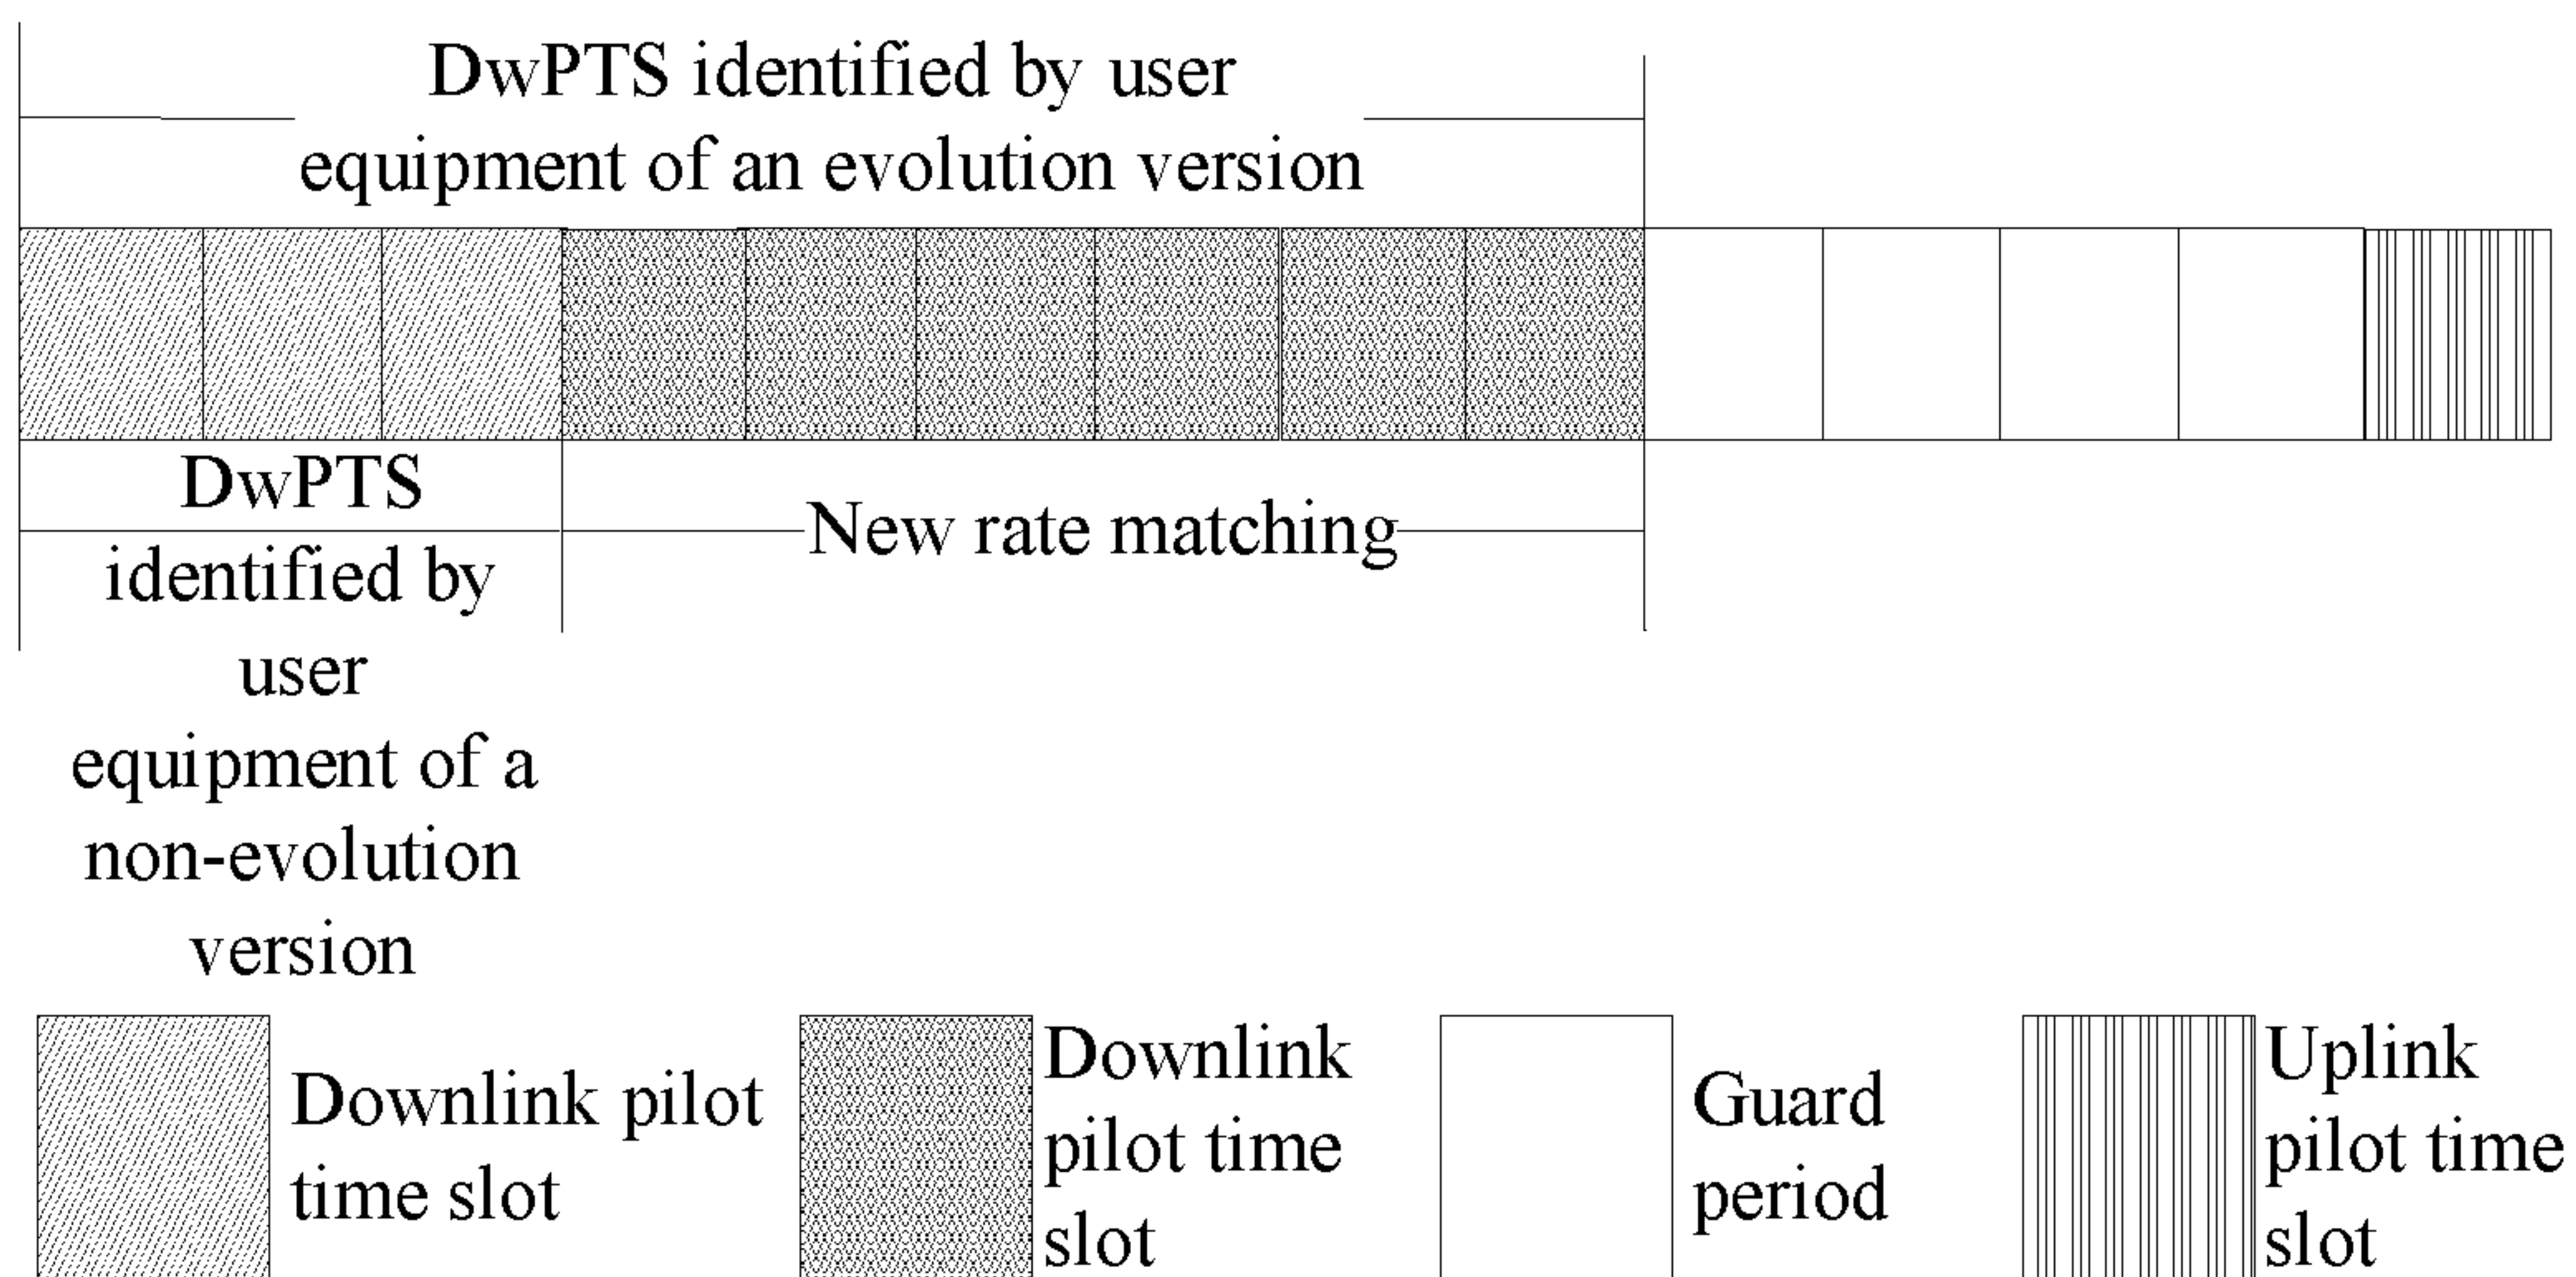 DwPTS identified by user
equipment of an evolution version
DwPTS
identified by
user
equipment of a
non-evolution
version
New rate matching
Downlink pilot
time slot
Downlink
pilot time
slot
Guard
period
Uplink
pilot time
slot